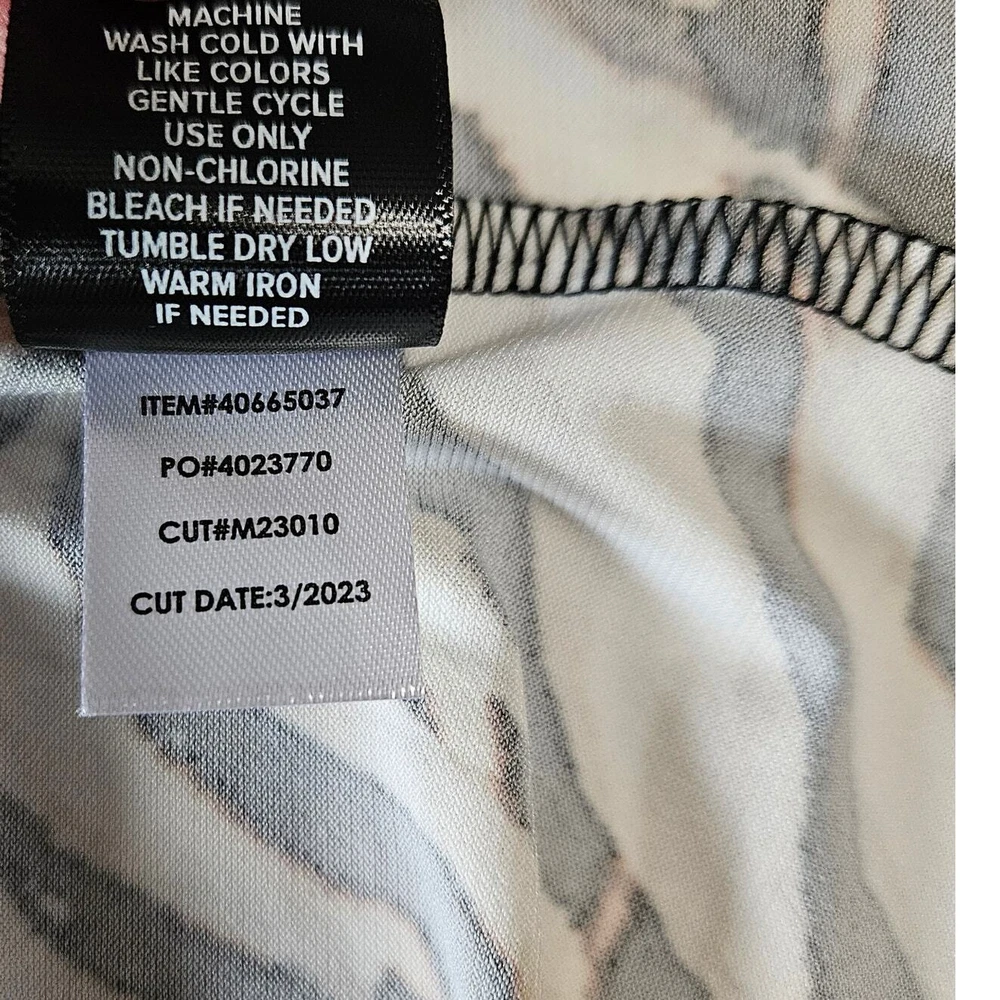 MACHINE
WASH COLD WITH
LIKE COLORS
GENTLE CYCLE
USE ONLY
NON-CHLORINE
BLEACH IF NEEDED
TUMBLE DRY LOW
WARM IRON
IF NEEDED
ITEM#40665037
PO#4023770
CUT#M23010
CUT DATE:3/2023